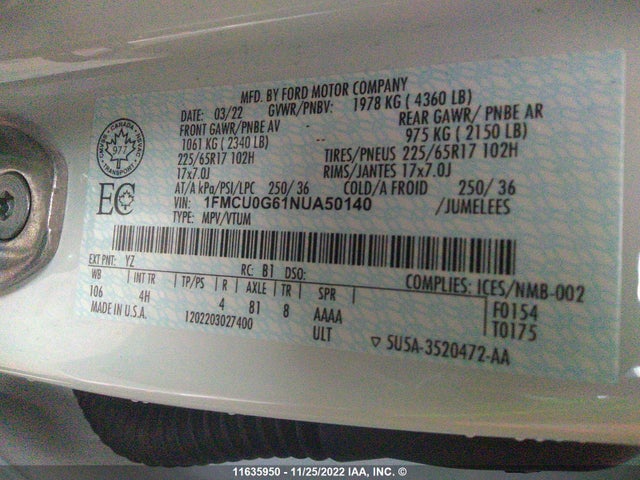 MFD. BY FORD MOTOR COMPANY
DATE: 03/22 GVWR/PNBV: 1978 KG ( 4360 LB)
FRONT GAWR/PNBE AV REAR GAWR/ PNBE AR
1061 KG ( 2340 LB) -- 975 KG ( 2150 LB)
225/65R17 102H TIRES/PNEUS 225/65R17 102H
17x7.0J RIMS/JANTES 17x7.0J
AT/A kPa/PSI/LPC 250/ 36 COLD/A FROID 250/ 36
VIN: 1FMCU0G61NUA50140 /JUMELEES
TYPE: MPV/VTUM
CANADA
977
TRANSPORT
EC
EXT PNT: YZ RC: B1 DSO: COMPLIES: ICES/NMB-002
WB INT TR TP/PS R AXLE TR SPR F0154
106 4H 4 81 8 AAAA T0175
MADE IN U.S.A. 1202203027400 ULT ▽ 5U5A-3520472-AA
11635950 - 11/25/2022 IAA, INC. ©